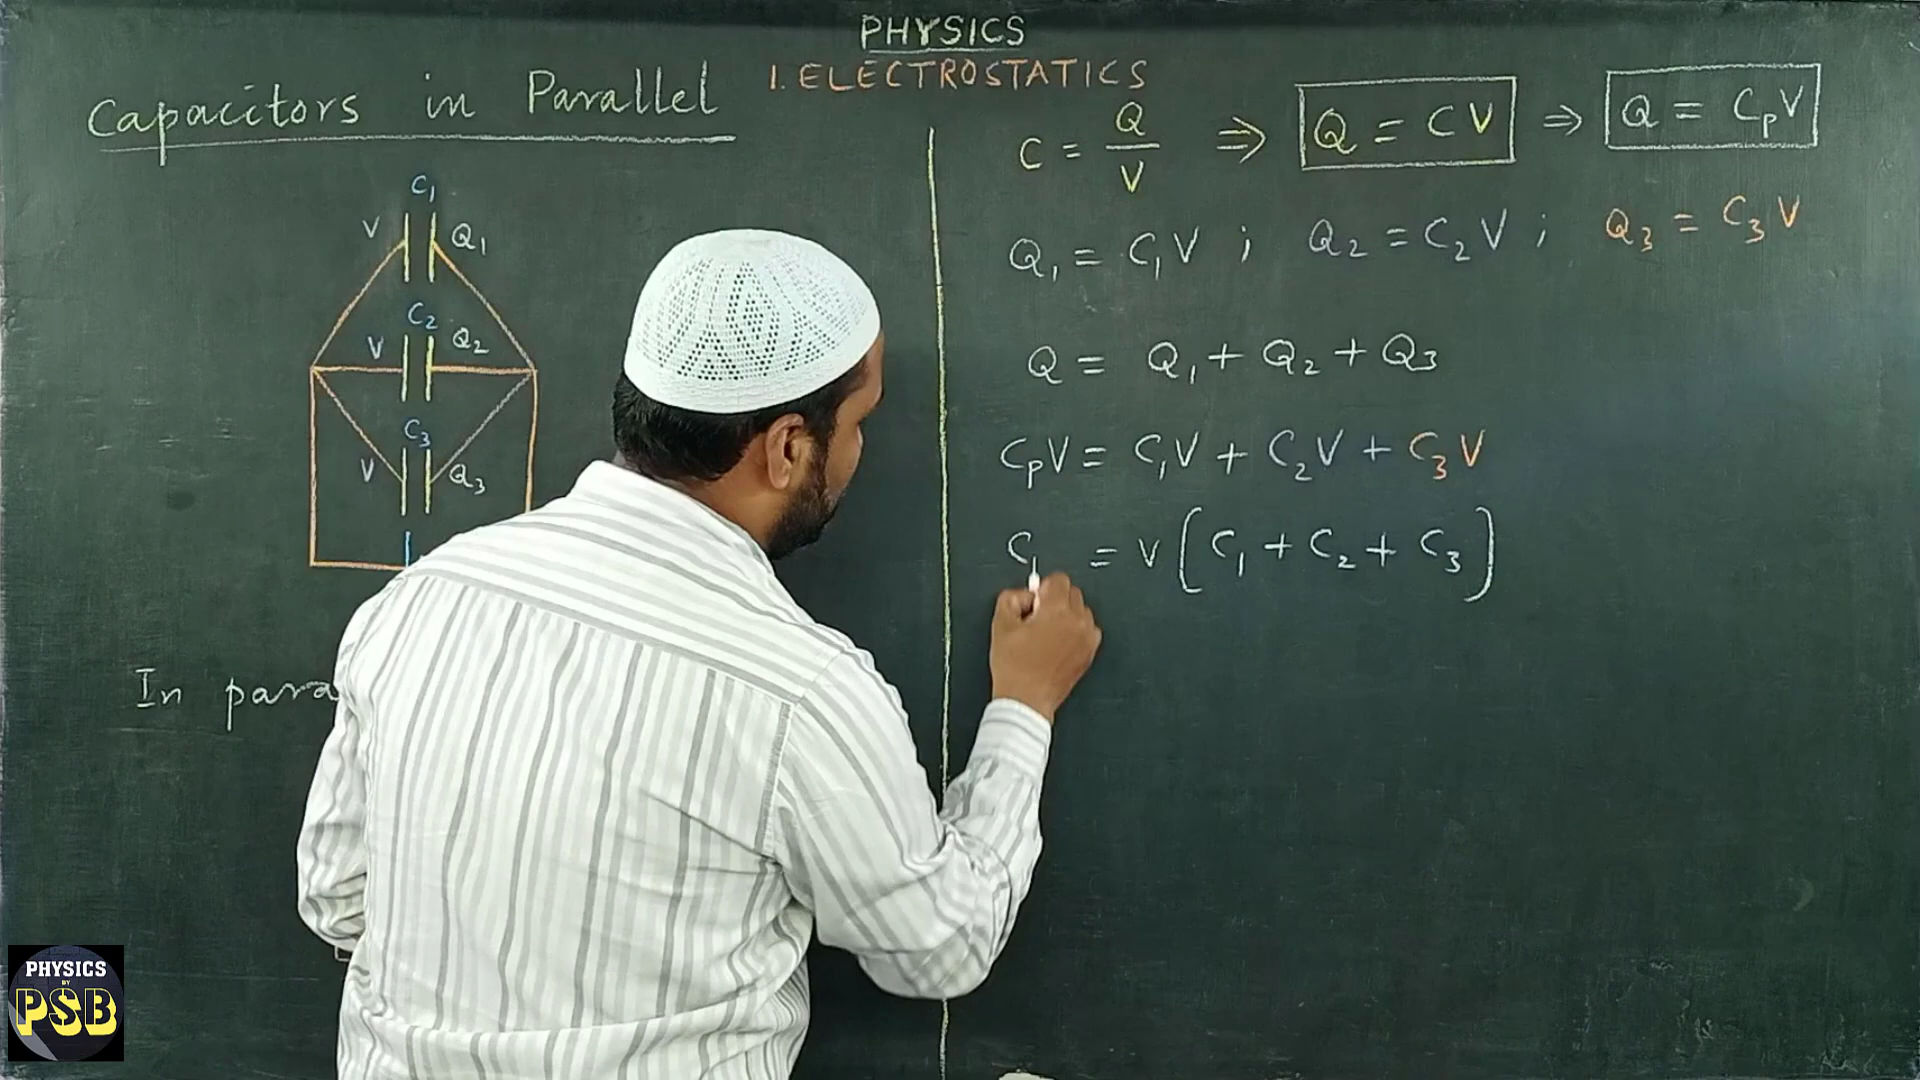 PHYSICS
1. ELECTROSTATICS
Capacitors in Parallel
C = Q/V ⇒ Q = CV ⇒ Q = CₚV
Q₁ = C₁V ; Q₂ = C₂V ; Q₃ = C₃V
Q = Q₁ + Q₂ + Q₃
CₚV = C₁V + C₂V + C₃V
C = V [C₁ + C₂ + C₃]
C₁
V Q₁
C₂
V Q₂
C₃
V Q₃
In para
PHYSICS
BY
PSB